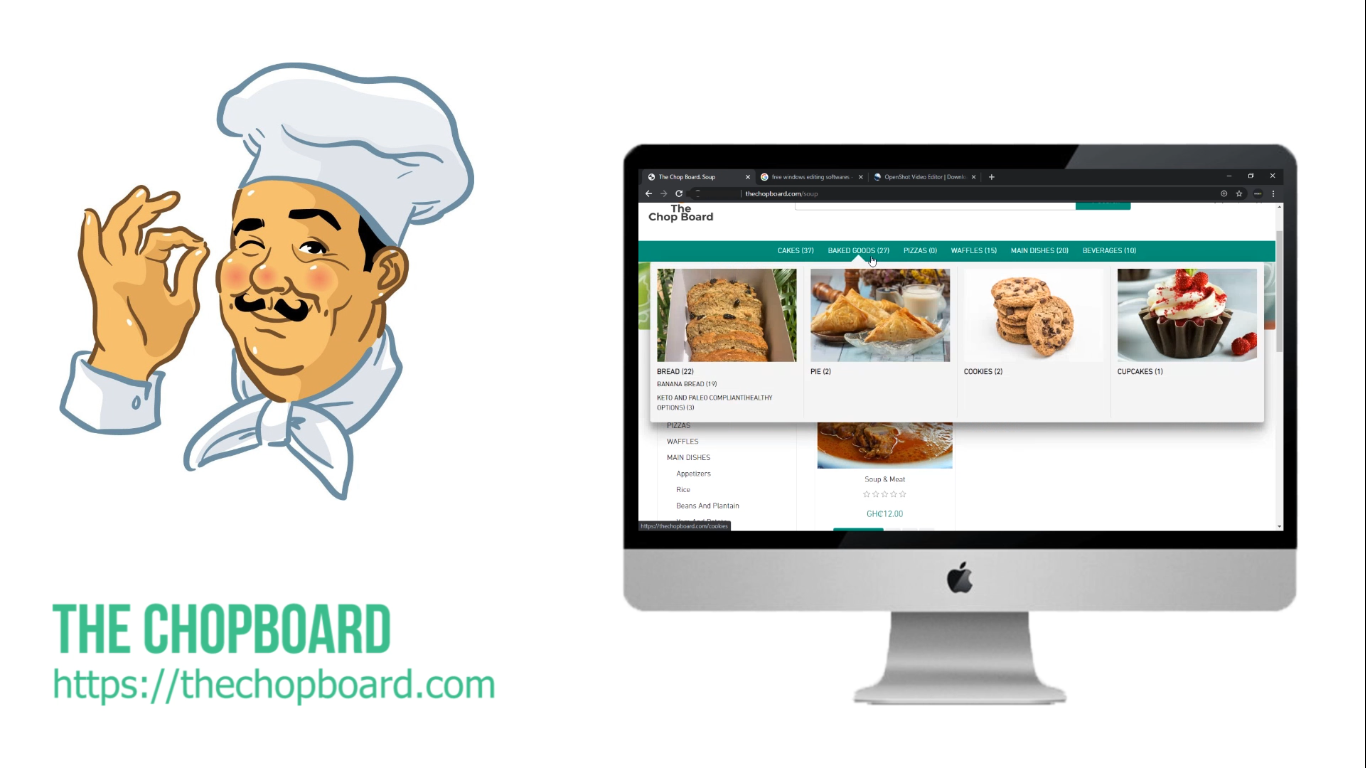 The Chop Board. Soup
free windows editing softwares -
OpenShot Video Editor | Downlo
thechopboard.com/soup
The
Chop Board
CAKES (37)
BAKED GOODS (27)
PIZZAS (0)
WAFFLES (15)
MAIN DISHES (20)
BEVERAGES (10)
BREAD (22)
BANANA BREAD (19)
KETO AND PALEO COMPLIANT(HEALTHY
OPTIONS) (3)
PIE (2)
COOKIES (2)
CUPCAKES (1)
PIZZAS
WAFFLES
MAIN DISHES
Appetizers
Rice
Beans And Plantain
Soup & Meat
GH₵12.00
https://thechopboard.com/cookies
THE CHOPBOARD
https://thechopboard.com